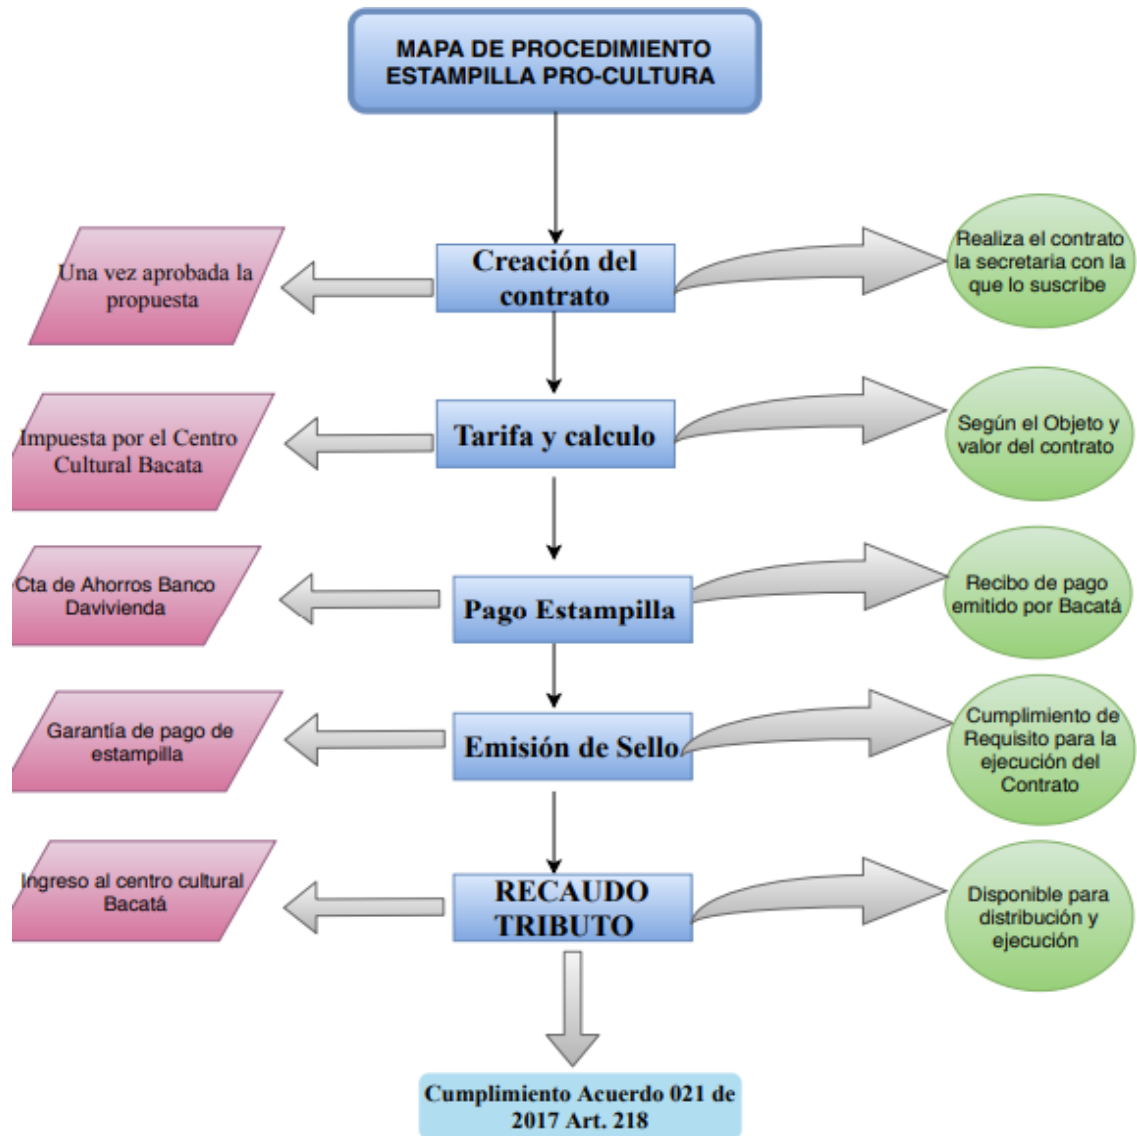 MAPA DE PROCEDIMIENTO
ESTAMPILLA PRO-CULTURA
Una vez aprobada la
propuesta
Creación del
contrato
Realiza el contrato
la secretaria con la
que lo suscribe
Impuesta por el Centro
Cultural Bacata
Tarifa y calculo
Según el Objeto y
valor del contrato
Cta de Ahorros Banco
Davivienda
Pago Estampilla
Recibo de pago
emitido por Bacatá
Garantía de pago de
estampilla
Emisión de Sello
Cumplimiento de
Requisito para la
ejecución del
Contrato
Ingreso al centro cultural
Bacatá
RECAUDO
TRIBUTO
Disponible para
distribución y
ejecución
Cumplimiento Acuerdo 021 de
2017 Art. 218